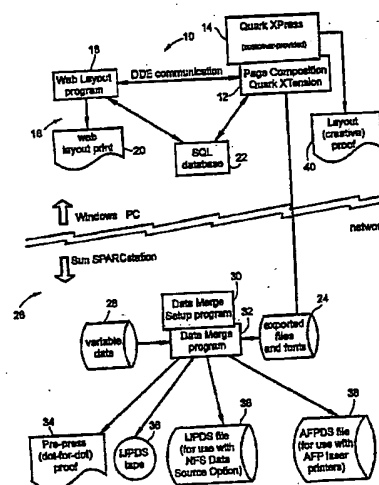 10
14
Quark XPress
(customer-provided)
16
Web Layout
program
DDE communication
Page Composition
Quark XTension
12
18
web
layout print
20
SQL
database
22
Layout
(creative)
proof
40
Windows PC
network
Sun SPARCstation
26
30
Data Merge
Setup program
32
Data Merge
program
28
variable
data
24
exported
files
and fonts
34
Pre-press
(dot-for-dot)
proof
36
IJPDS
tape
38
IJPDS file
(for use with
NFS Data
Source Option)
38
AFPDS file
(for use with
AFP laser
printers)